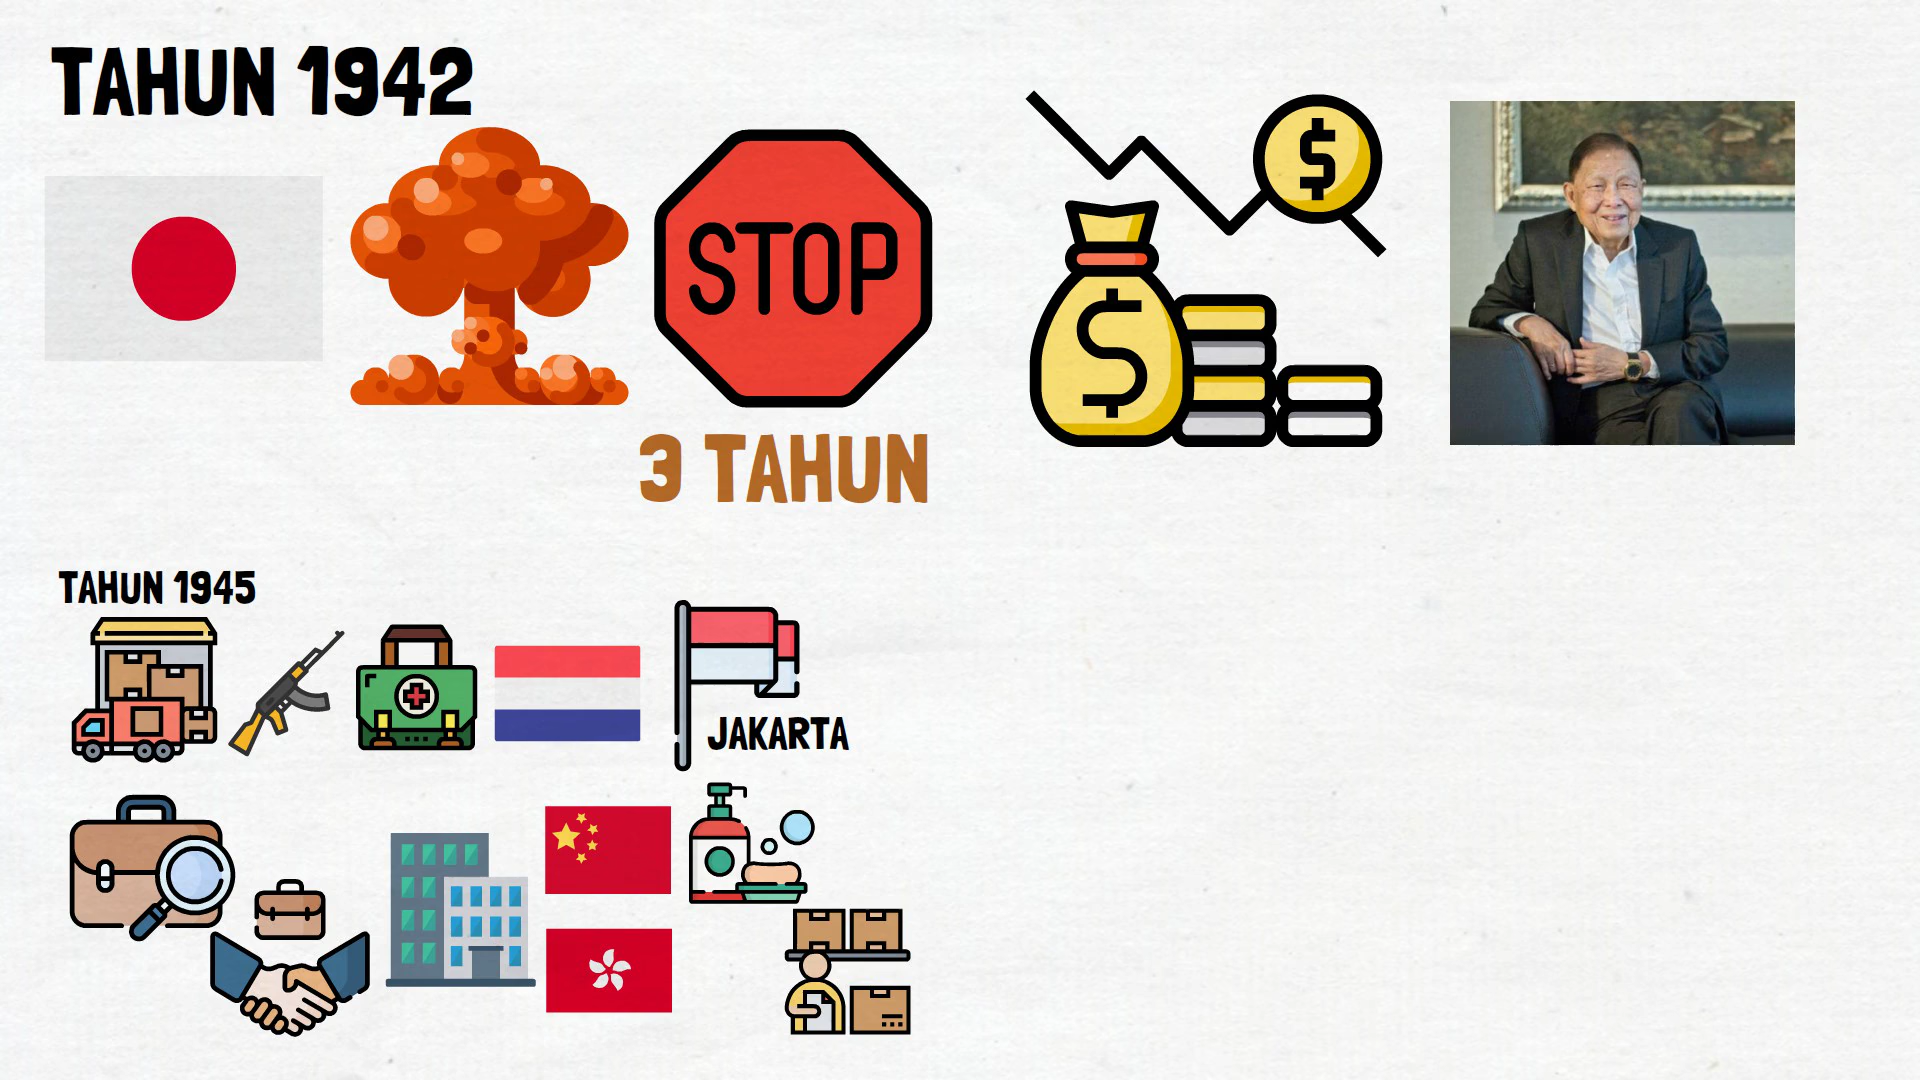 TAHUN 1942
STOP
$
$
3 TAHUN
TAHUN 1945
JAKARTA